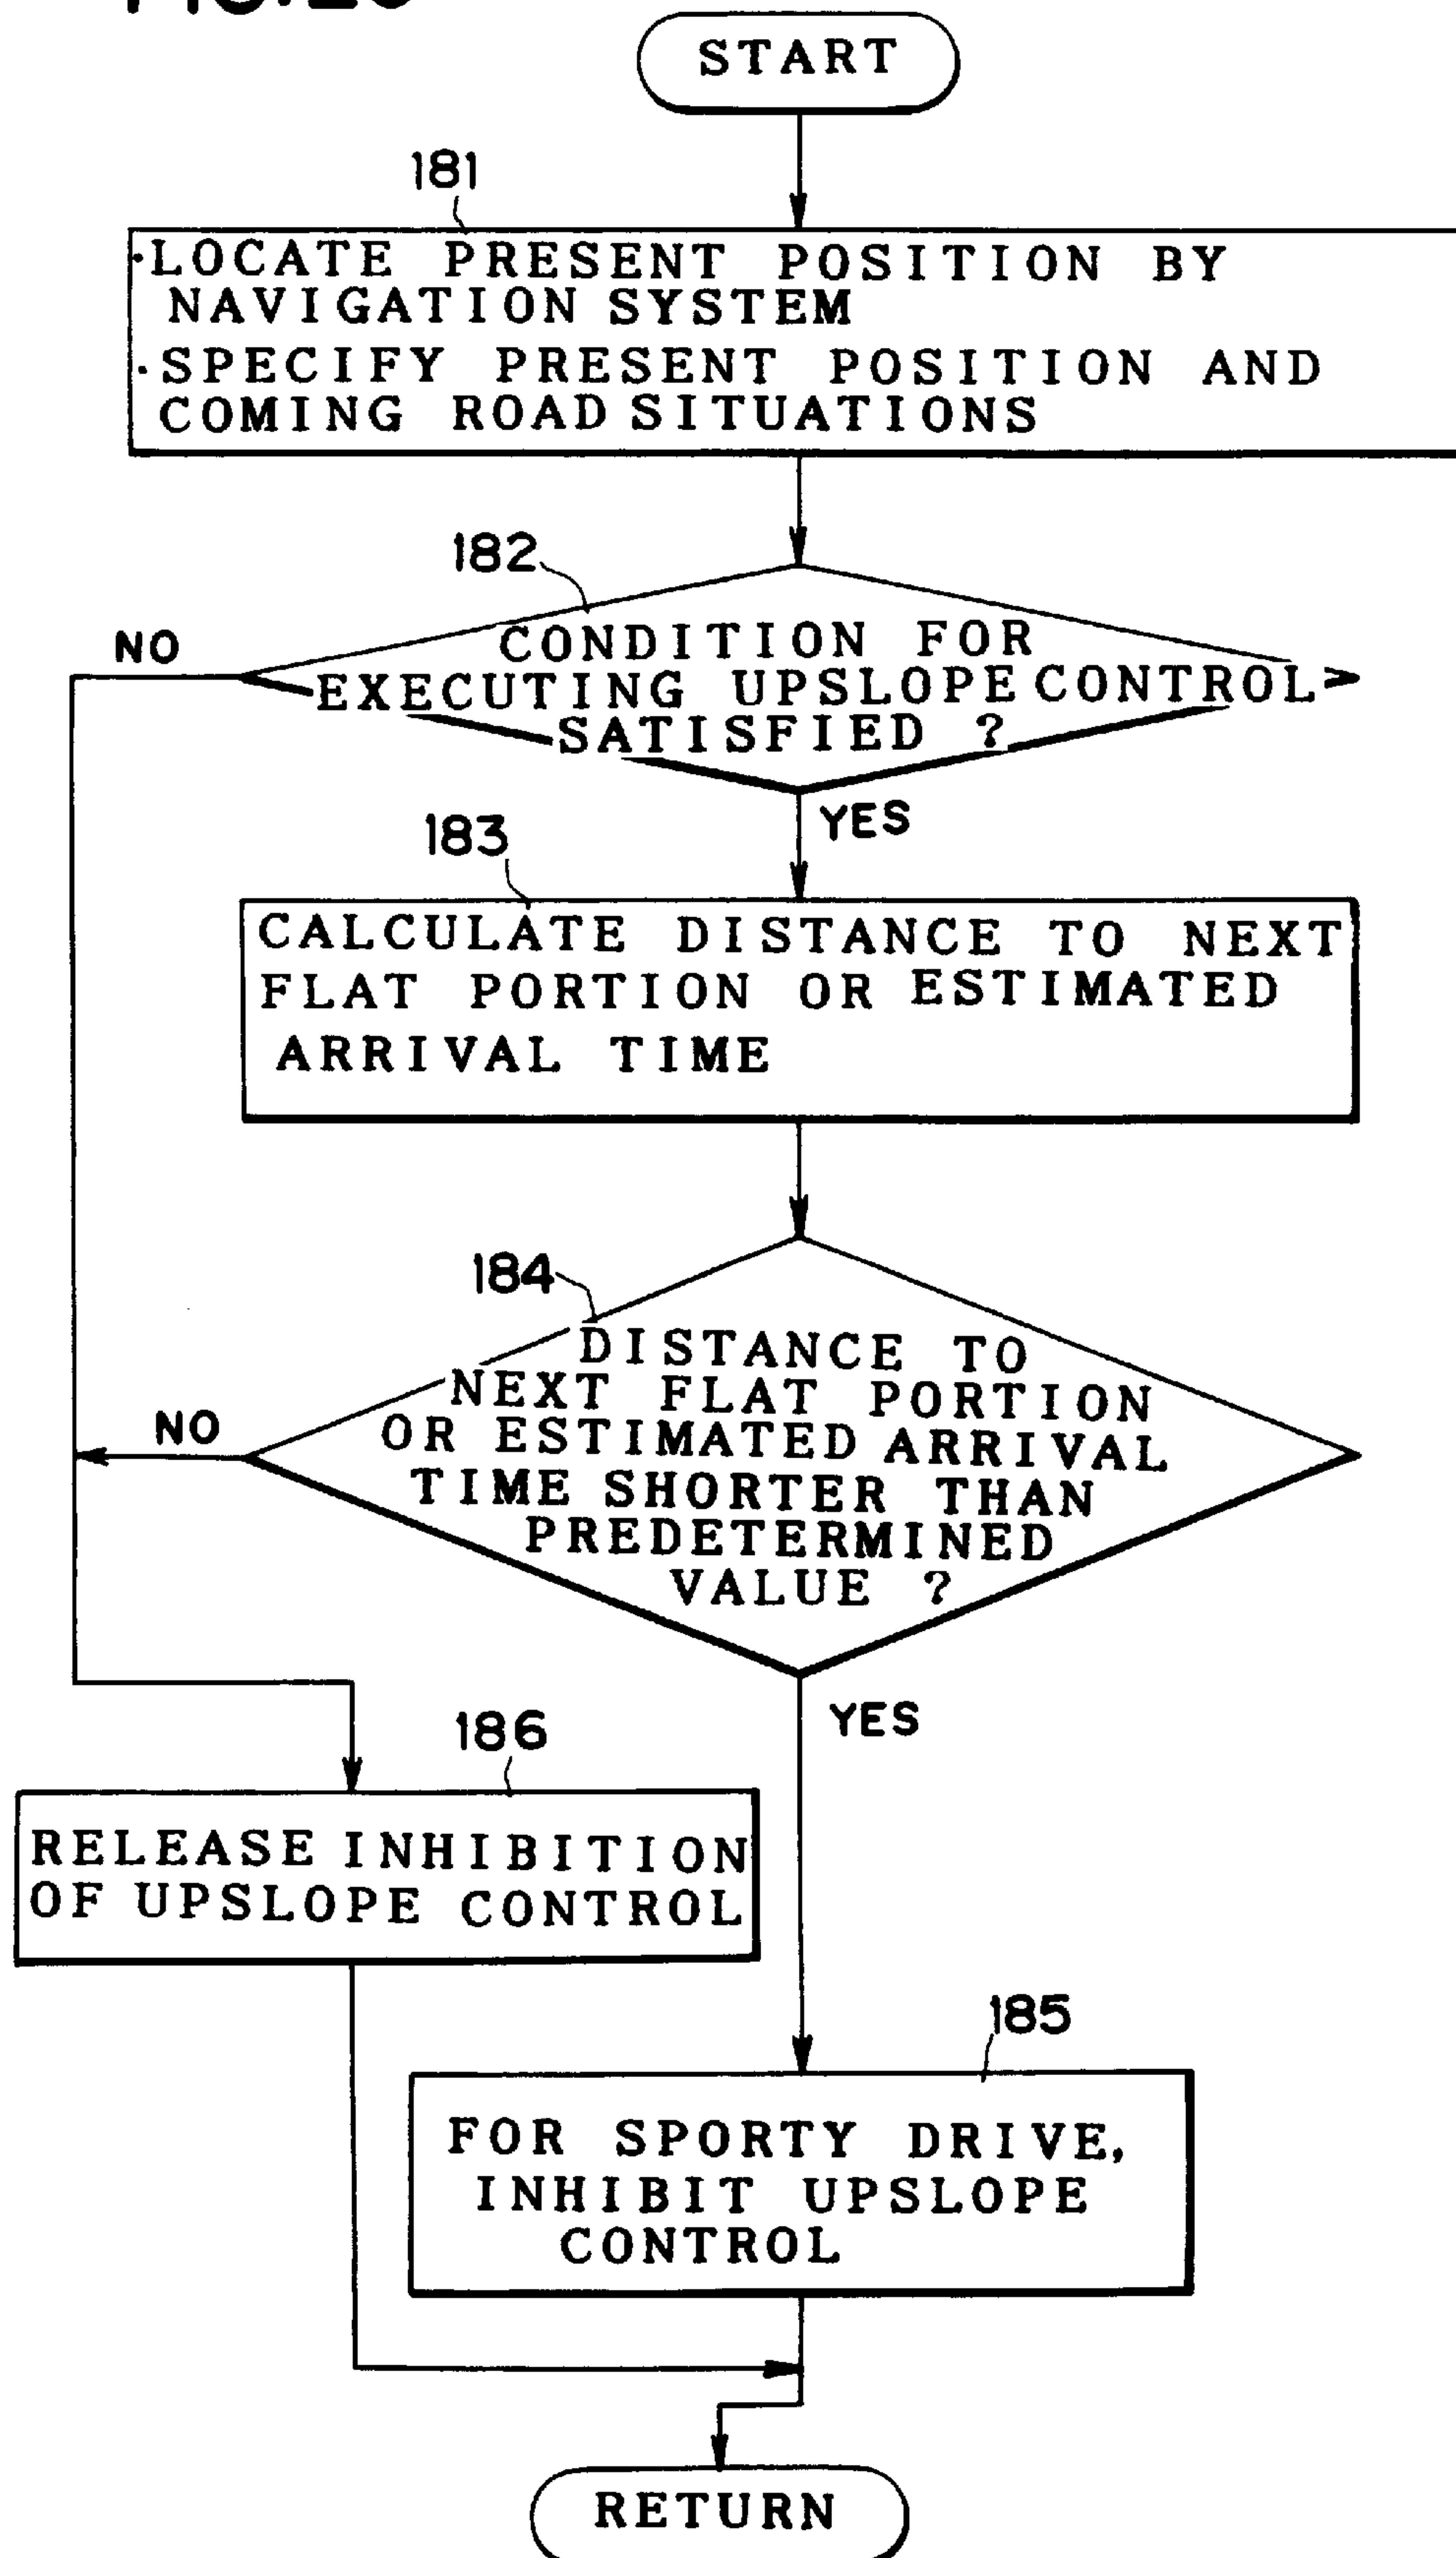 START
181
·LOCATE PRESENT POSITION BY
NAVIGATION SYSTEM
·SPECIFY PRESENT POSITION AND
COMING ROAD SITUATIONS
182
NO
CONDITION FOR
EXECUTING UPSLOPE CONTROL
SATISFIED ?
YES
183
CALCULATE DISTANCE TO NEXT
FLAT PORTION OR ESTIMATED
ARRIVAL TIME
184
NO
DISTANCE TO
NEXT FLAT PORTION
OR ESTIMATED ARRIVAL
TIME SHORTER THAN
PREDETERMINED
VALUE ?
YES
186
RELEASE INHIBITION
OF UPSLOPE CONTROL
185
FOR SPORTY DRIVE,
INHIBIT UPSLOPE
CONTROL
RETURN